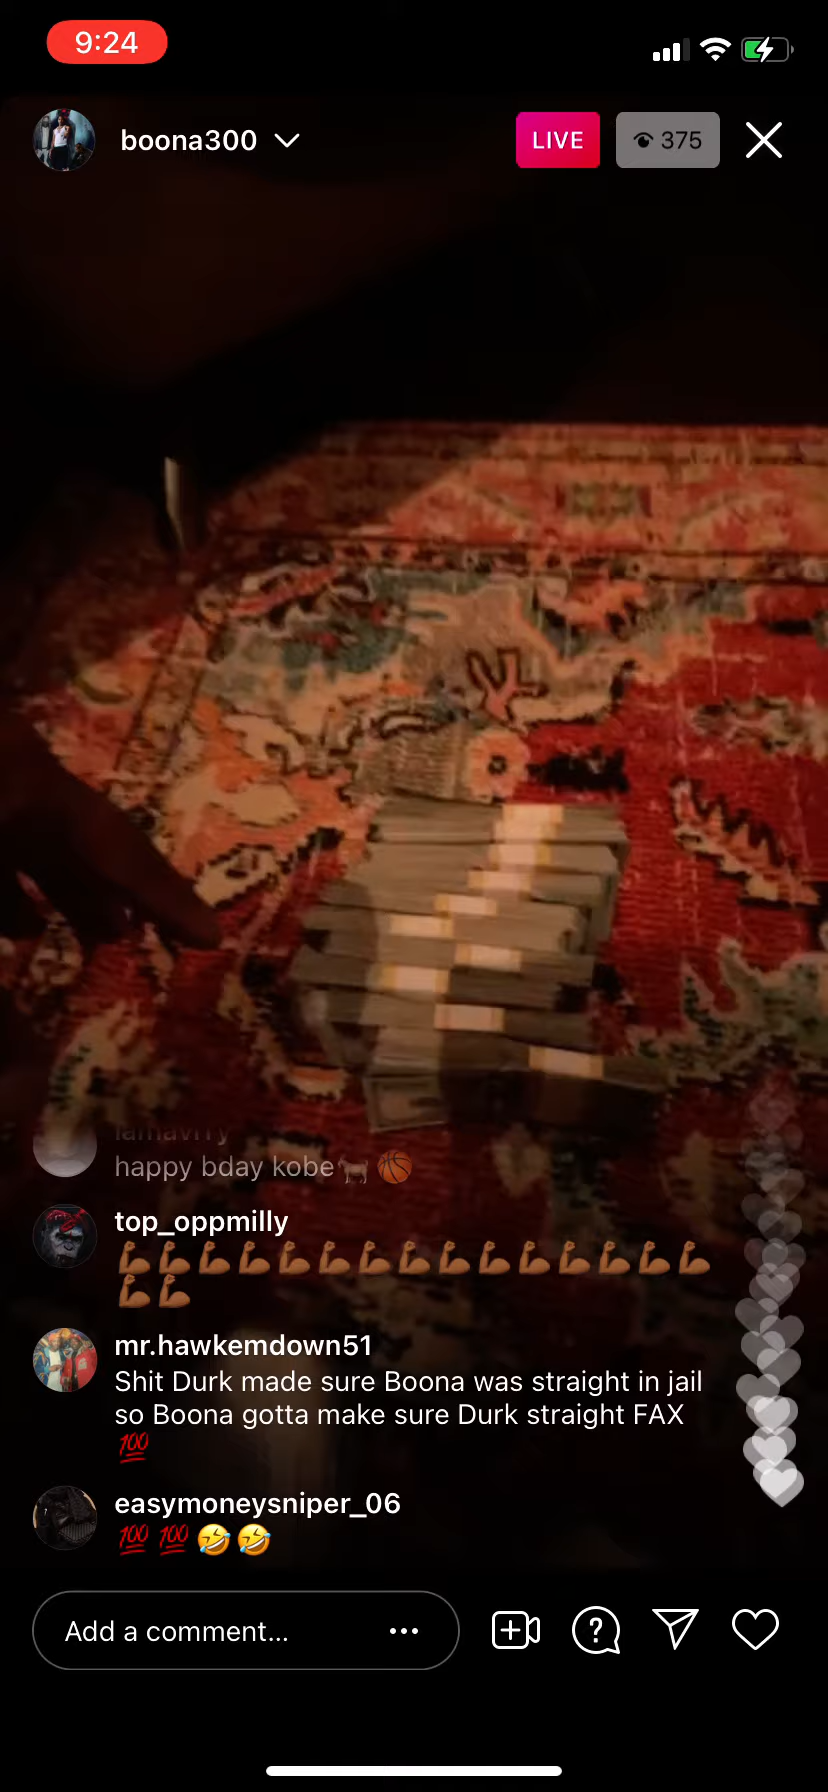 9:24
boona300
LIVE
375
happy bday kobe🐐🏀
top_oppmilly
💪🏾💪🏾💪🏾💪🏾💪🏾💪🏾💪🏾💪🏾💪🏾💪🏾💪🏾💪🏾💪🏾💪🏾💪🏾
💪🏾💪🏾
mr.hawkemdown51
Shit Durk made sure Boona was straight in jail
so Boona gotta make sure Durk straight FAX
💯
easymoneysniper_06
💯💯🤣🤣
Add a comment...